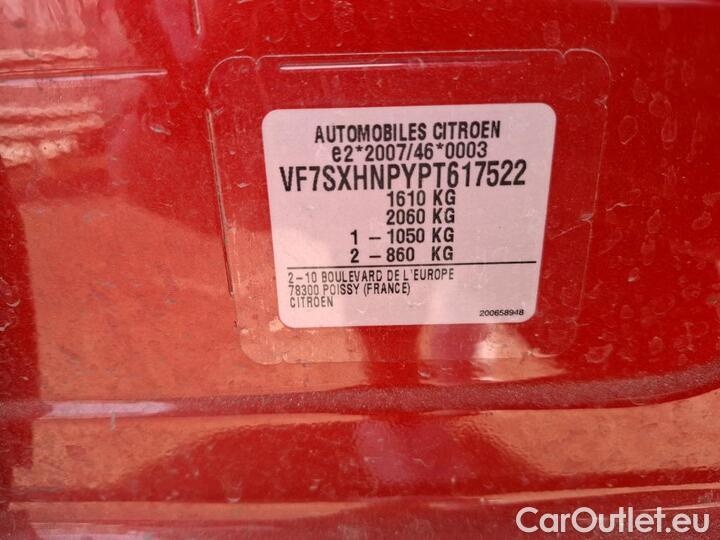 AUTOMOBILES CITROEN
e2*2007/46*0003
VF7SXHNPYPT617522
1610 KG
2060 KG
1 – 1050 KG
2 – 860 KG
2–10 BOULEVARD DE L'EUROPE
78300 POISSY (FRANCE)
CITROEN
200658948
CarOutlet.eu